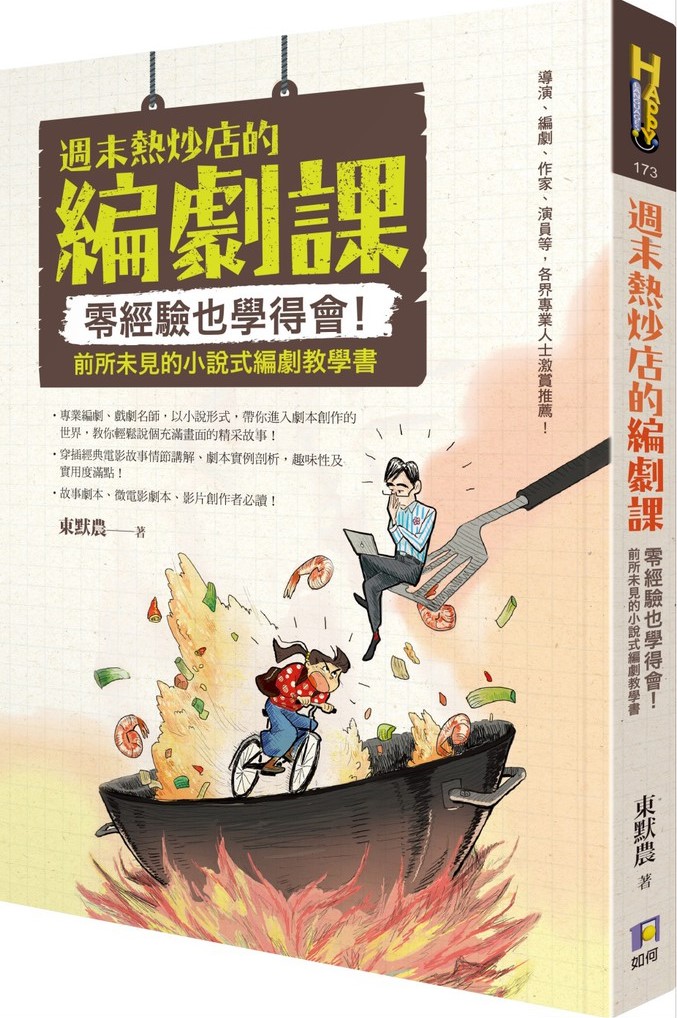 週末熱炒店的
編劇課
零經驗也學得會！
前所未見的小說式編劇教學書
導演、編劇、作家、演員等，各界專業人士激賞推薦！
・專業編劇、戲劇名師，以小說形式，帶你進入劇本創作的
世界，教你輕鬆說個充滿畫面的精采故事！
・穿插經典電影故事情節講解、劇本實例剖析，趣味性及
實用度滿點！
・故事劇本、微電影劇本、影片創作者必讀！
東默農——著
HAPPY
LANGUAGE
173
週末熱炒店的編劇課
零經驗也學得會！
前所未見的小說式編劇教學書
東默農 著
如何